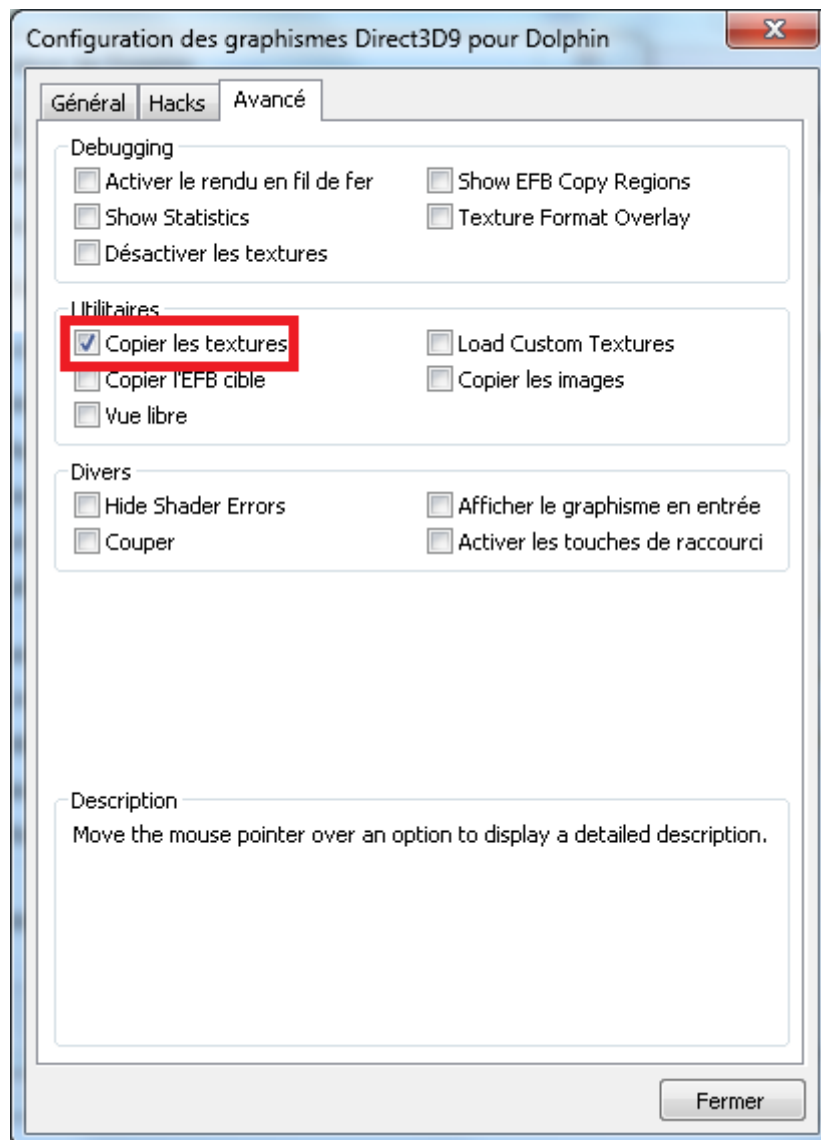 Configuration des graphismes Direct3D9 pour Dolphin
Général Hacks Avancé
Debugging
Activer le rendu en fil de fer Show EFB Copy Regions
Show Statistics Texture Format Overlay
Désactiver les textures
Utilitaires
Copier les textures Load Custom Textures
Copier l'EFB cible Copier les images
Vue libre
Divers
Hide Shader Errors Afficher le graphisme en entrée
Couper Activer les touches de raccourci
Description
Move the mouse pointer over an option to display a detailed description.
Fermer